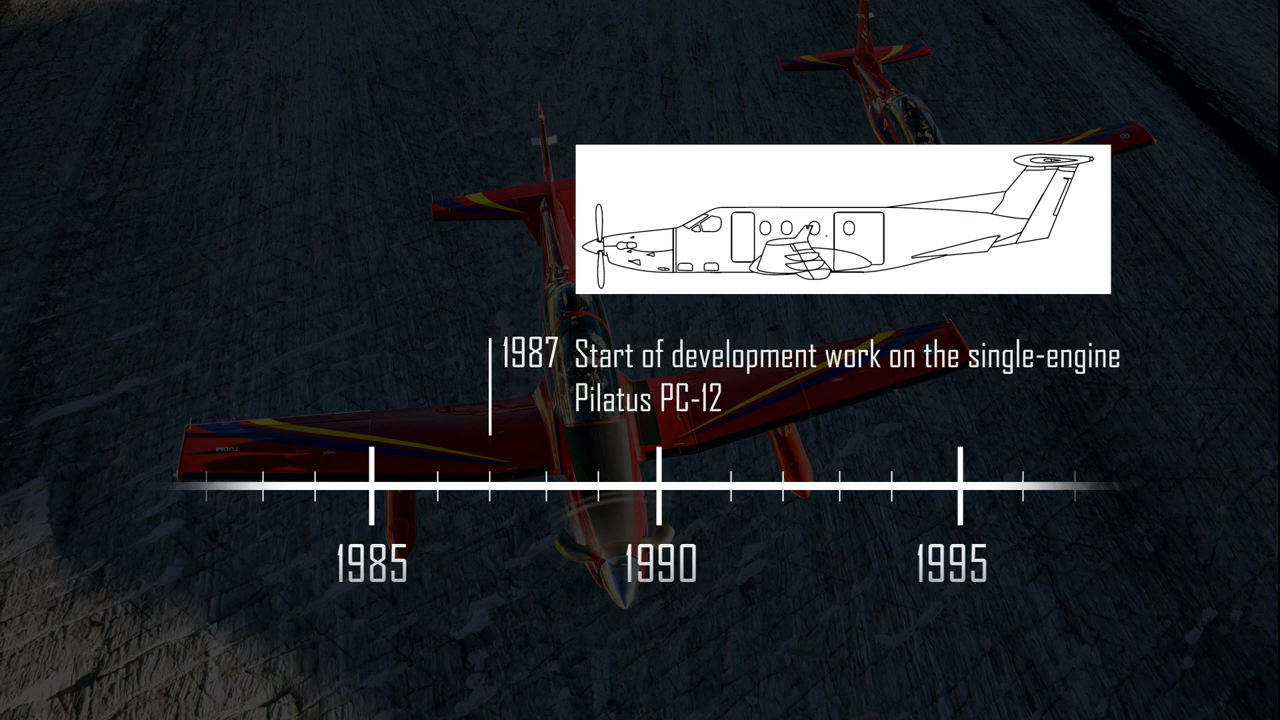 1987 Start of development work on the single-engine
Pilatus PC-12
1985 1990 1995